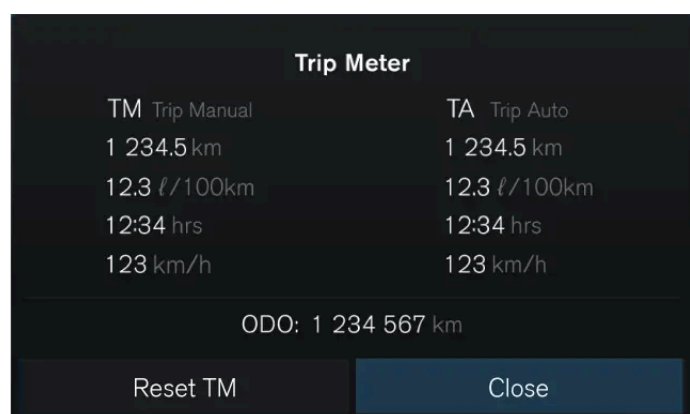 Trip Meter
TM Trip Manual TA Trip Auto
1 234.5 km 1 234.5 km
12.3 ℓ/100km 12.3 ℓ/100km
12:34 hrs 12:34 hrs
123 km/h 123 km/h
ODO: 1 234 567 km
Reset TM Close